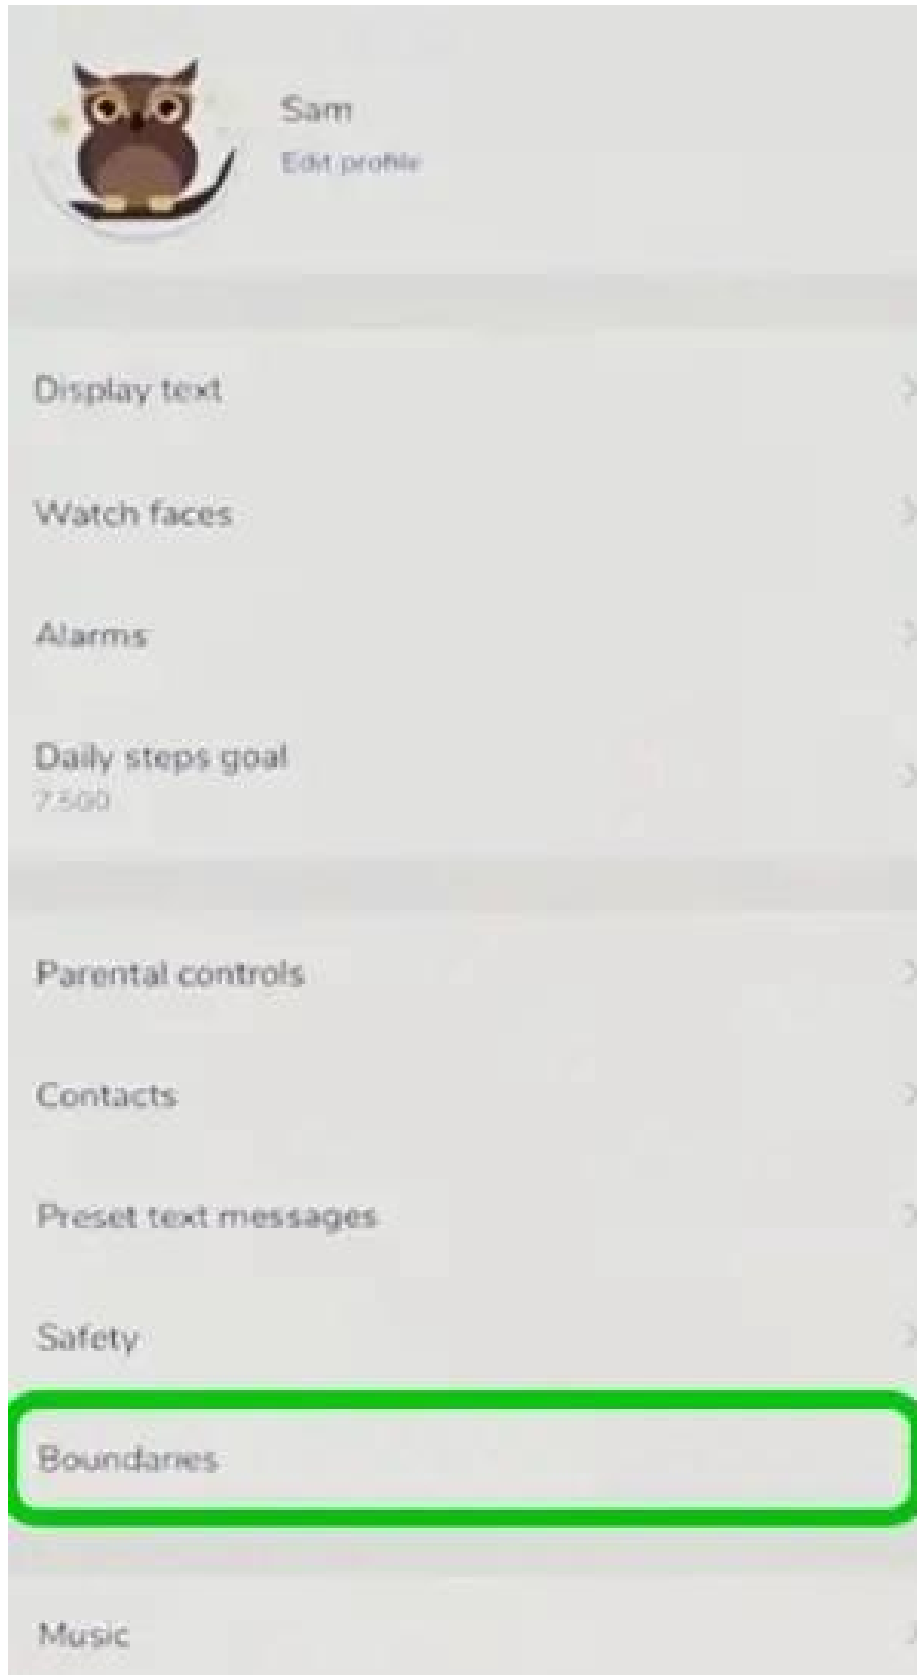 Sam
Edit profile
Display text
Watch faces
Alarms
Daily steps goal
7.500
Parental controls
Contacts
Preset text messages
Safety
Boundaries
Music